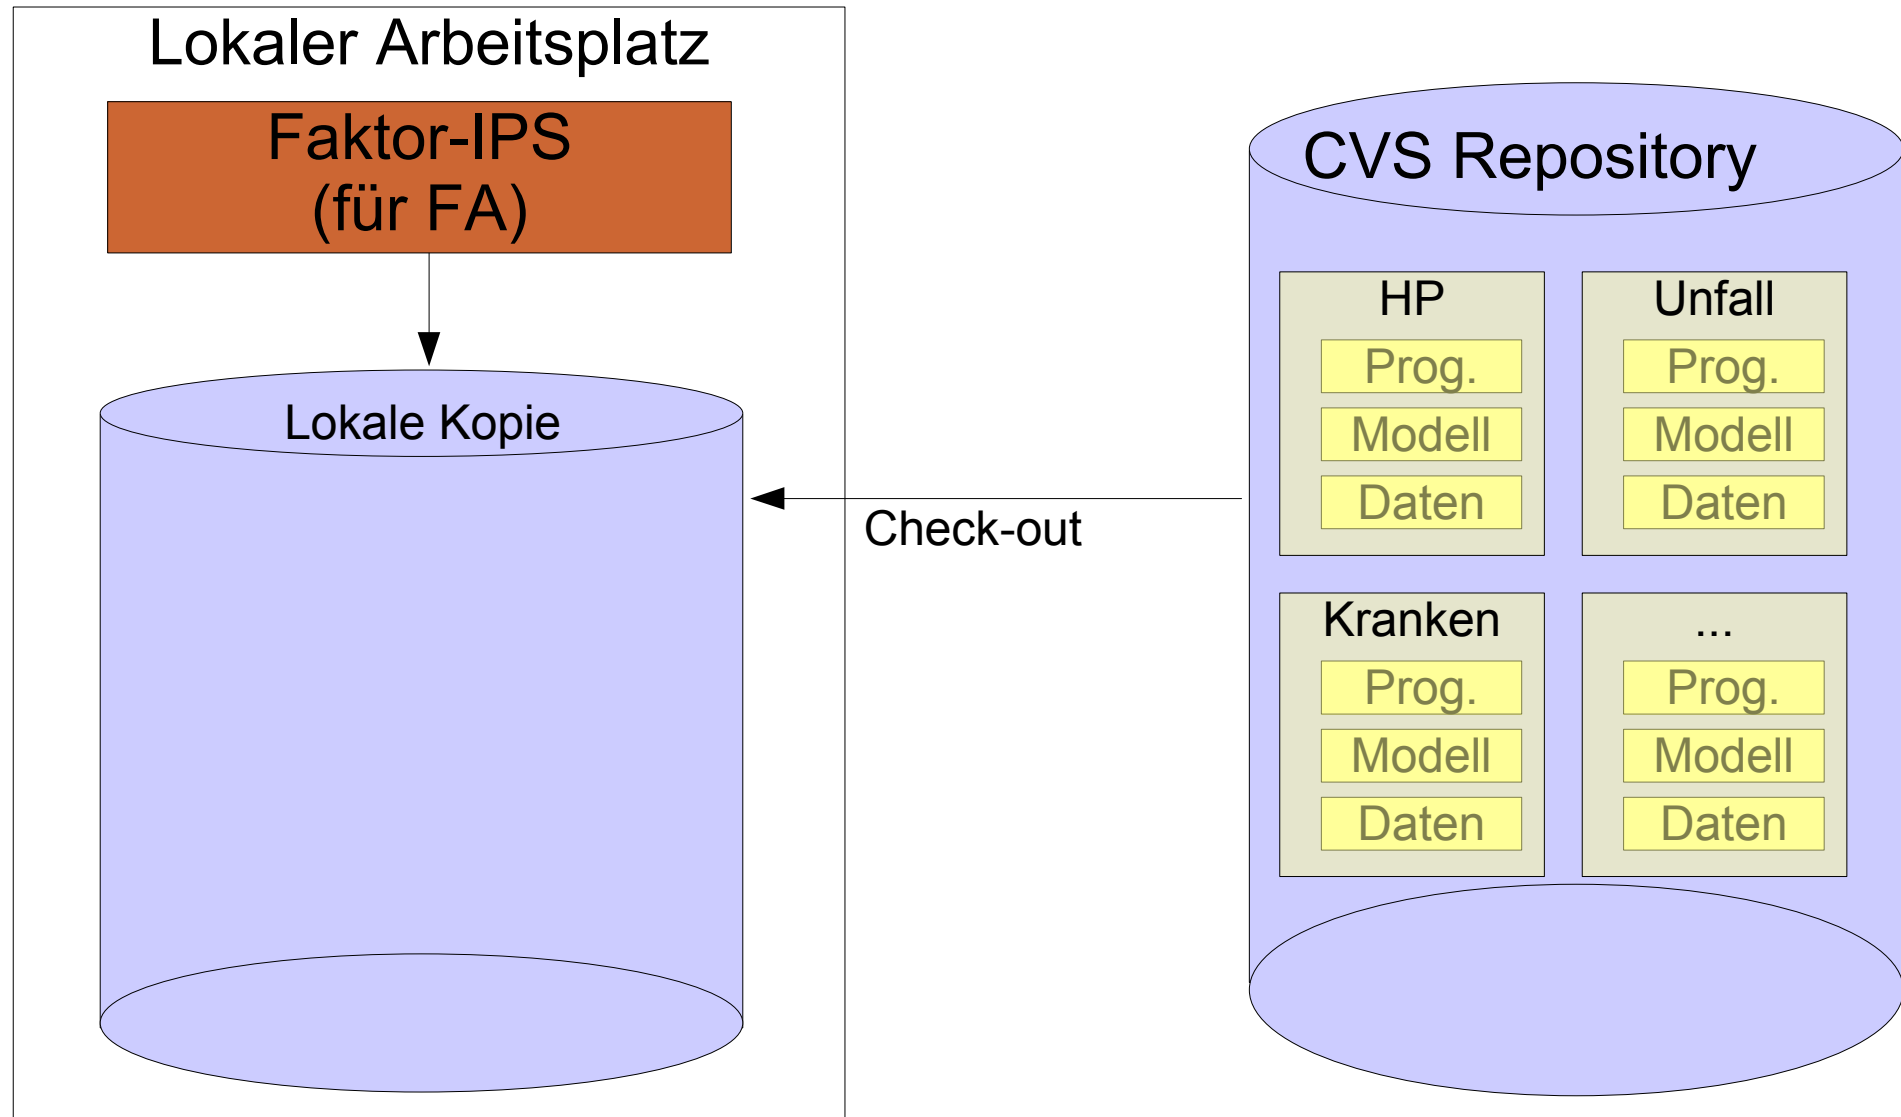 Lokaler Arbeitsplatz
Faktor-IPS
(für FA)
Lokale Kopie
Check-out
CVS Repository
HP
Prog.
Modell
Daten
Unfall
Prog.
Modell
Daten
Kranken
Prog.
Modell
Daten
...
Prog.
Modell
Daten